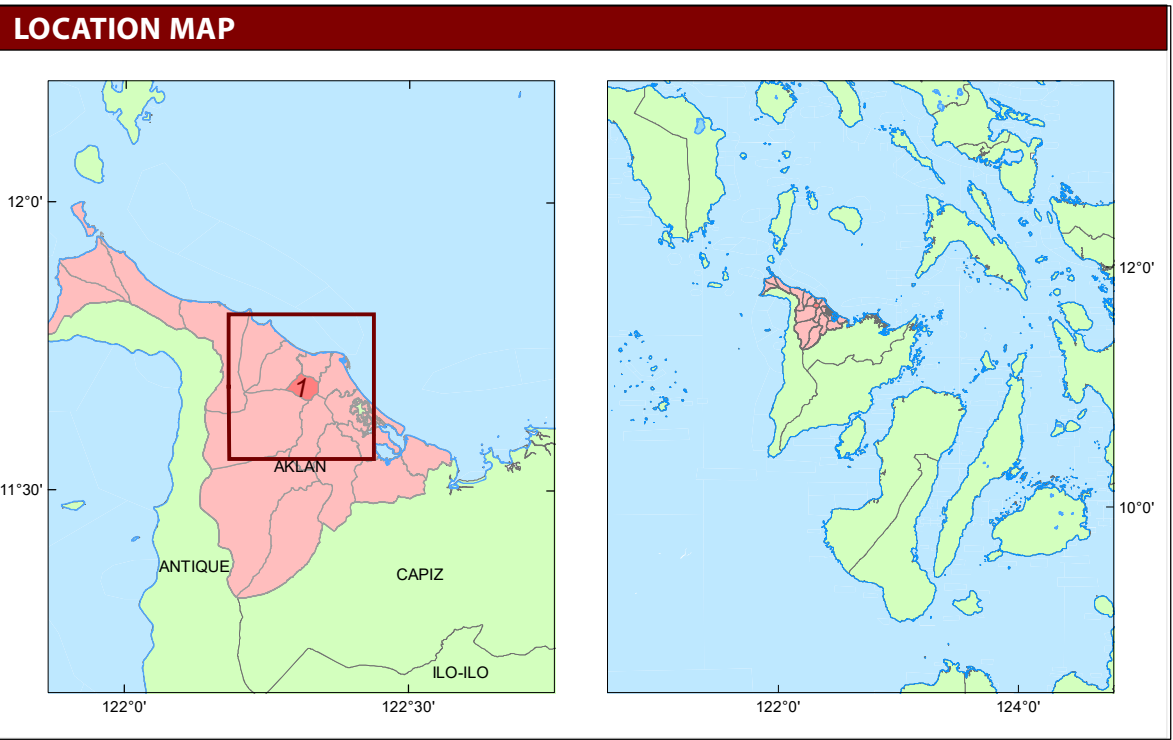 LOCATION MAP
12°0'
12°0'
1
AKLAN
11°30'
10°0'
ANTIQUE
CAPIZ
ILO-ILO
122°0'
122°30'
122°0'
124°0'